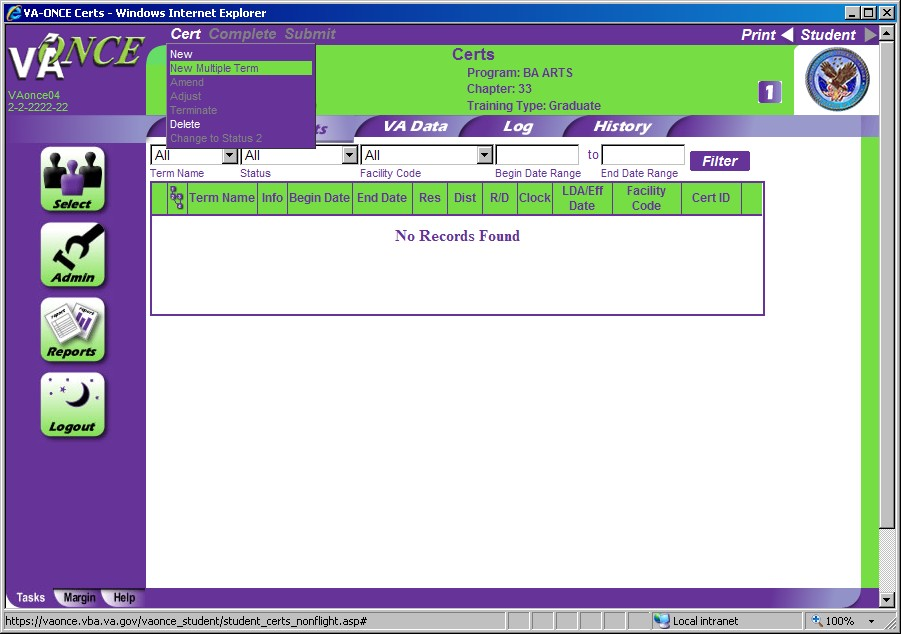 VA-ONCE Certs - Windows Internet Explorer
Cert Complete Submit
Print Student
VA ONCE
VAonce04
2-2-2222-22
New
New Multiple Term
Amend
Adjust
Terminate
Delete
Change to Status 2
Certs
Program: BA ARTS
Chapter: 33
Training Type: Graduate
1
VA Data Log History
All All All to Filter
Term Name Status Facility Code Begin Date Range End Date Range
Term Name Info Begin Date End Date Res Dist R/D Clock LDA/Eff Date Facility Code Cert ID
No Records Found
Select
Admin
report report
Reports
Logout
Tasks Margin Help
https://vaonce.vba.va.gov/vaonce_student/student_certs_nonflight.asp#
Local intranet
100%